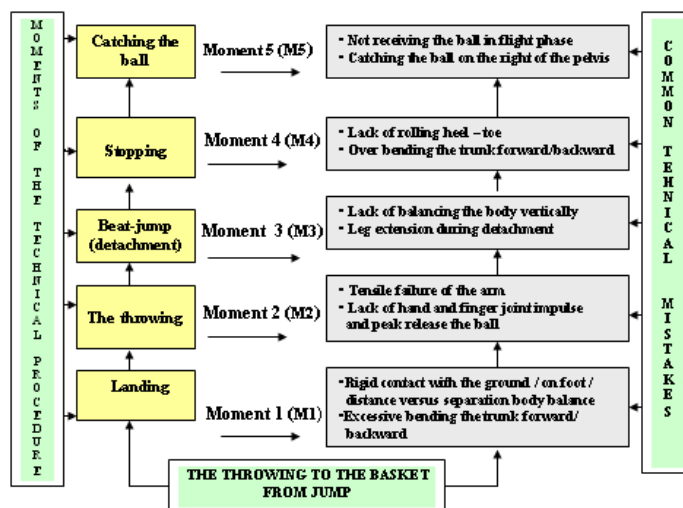 MOMENTS OF THE TECHNICAL PROCEDURE
Catching the
ball
Moment 5 (M5)
• Not receiving the ball in flight phase
• Catching the ball on the right of the pelvis
Stopping
Moment 4 (M4)
• Lack of rolling heel – toe
• Over bending the trunk forward/backward
Beat-jump
(detachment)
Moment 3 (M3)
• Lack of balancing the body vertically
• Leg extension during detachment
The throwing
Moment 2 (M2)
• Tensile failure of the arm
• Lack of hand and finger joint impulse
and peak release the ball
Landing
Moment 1 (M1)
• Rigid contact with the ground / on foot /
distance versus separation body balance
• Excessive bending the trunk forward/
backward
COMMON TEHNICAL MISTAKES
THE THROWING TO THE BASKET
FROM JUMP